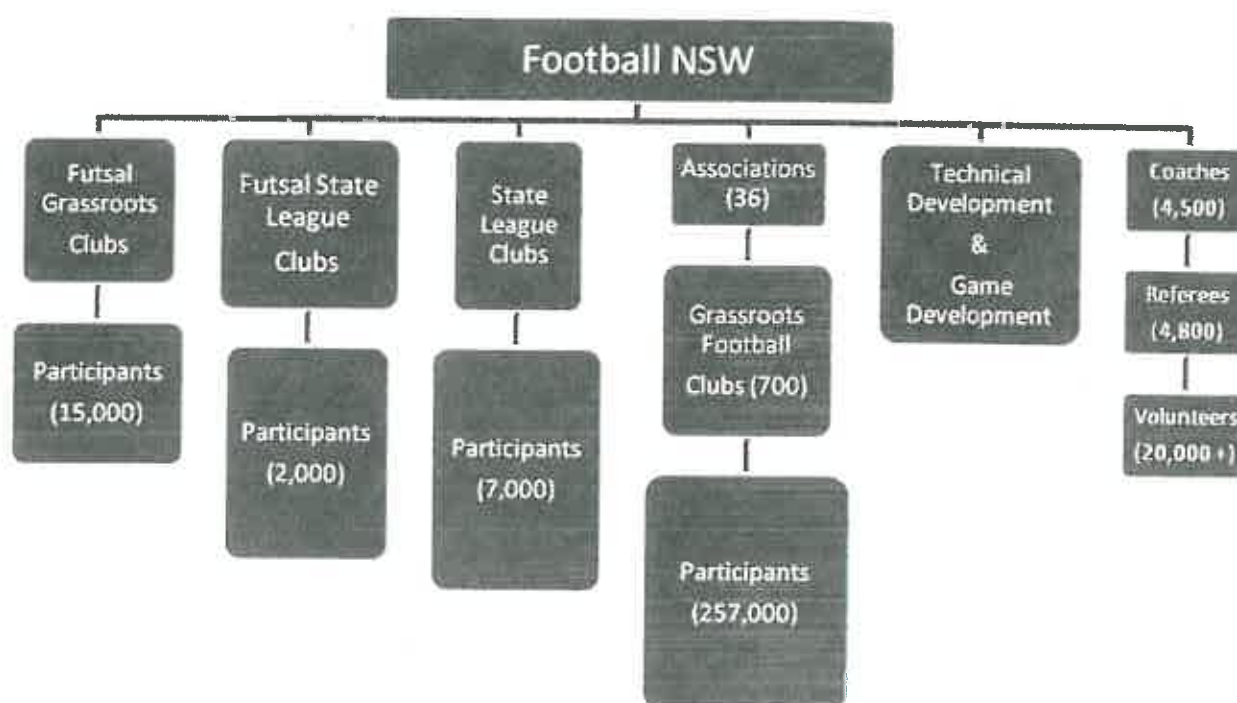 Football NSW
Futsal
Grassroots
Clubs
Participants
(15,000)
Futsal State
League
Clubs
Participants
(2,000)
State
League
Clubs
Participants
(7,000)
Associations
(36)
Grassroots
Football
Clubs (700)
Participants
(257,000)
Technical
Development
&
Game
Development
Coaches
(4,500)
Referees
(4,800)
Volunteers
(20,000 +)